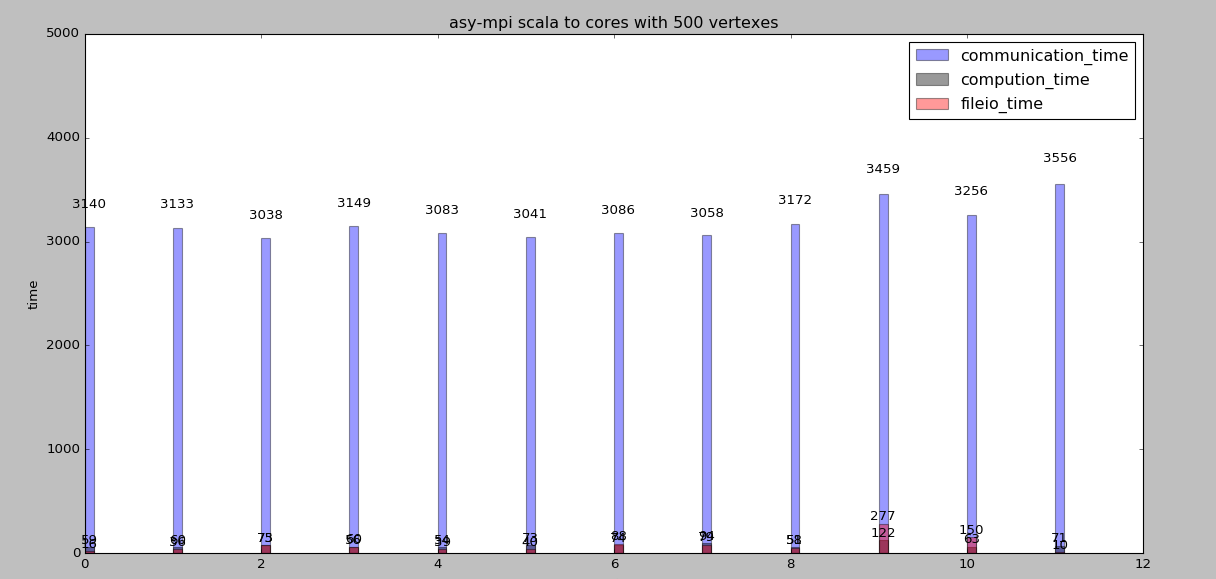 asy-mpi scala to cores with 500 vertexes
5000
communication_time
compution_time
fileio_time
4000
3140 3133 3038 3149 3083 3041 3086 3058 3172 3459 3256 3556
3000
time
2000
1000
277 150
122 63 10
0
0 2 4 6 8 10 12